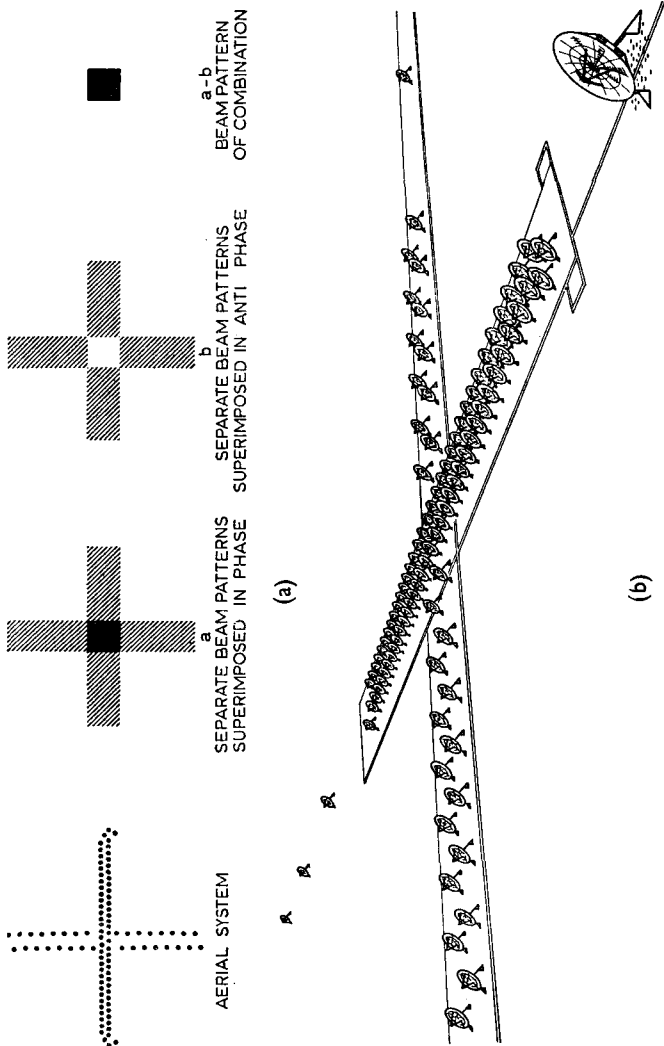 AERIAL SYSTEM
a
SEPARATE BEAM PATTERNS
SUPERIMPOSED IN PHASE
b
SEPARATE BEAM PATTERNS
SUPERIMPOSED IN ANTI PHASE
a-b
BEAM PATTERN
OF COMBINATION
(a)
(b)